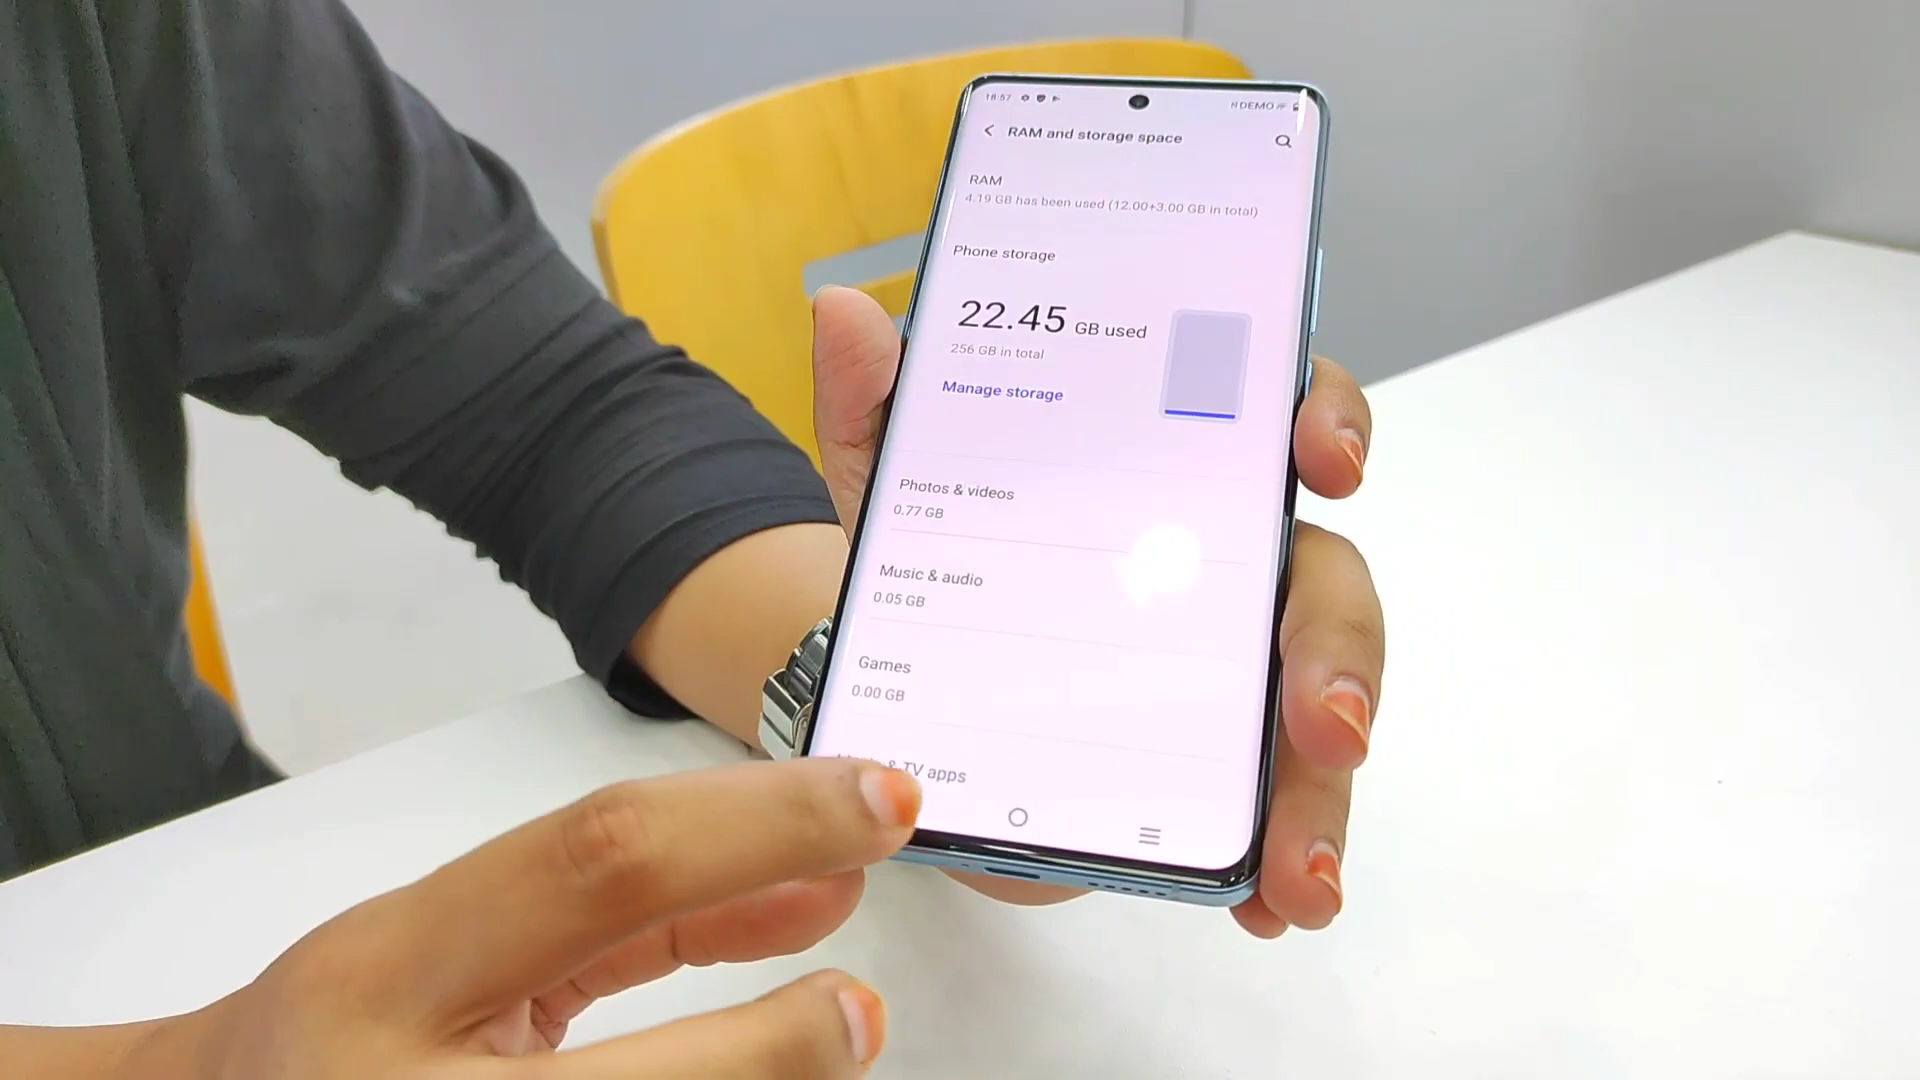 18:57
DEMO
RAM and storage space
RAM
4.19 GB has been used (12.00+3.00 GB in total)
Phone storage
22.45 GB used
256 GB in total
Manage storage
Photos & videos
0.77 GB
Music & audio
0.05 GB
Games
0.00 GB
& TV apps